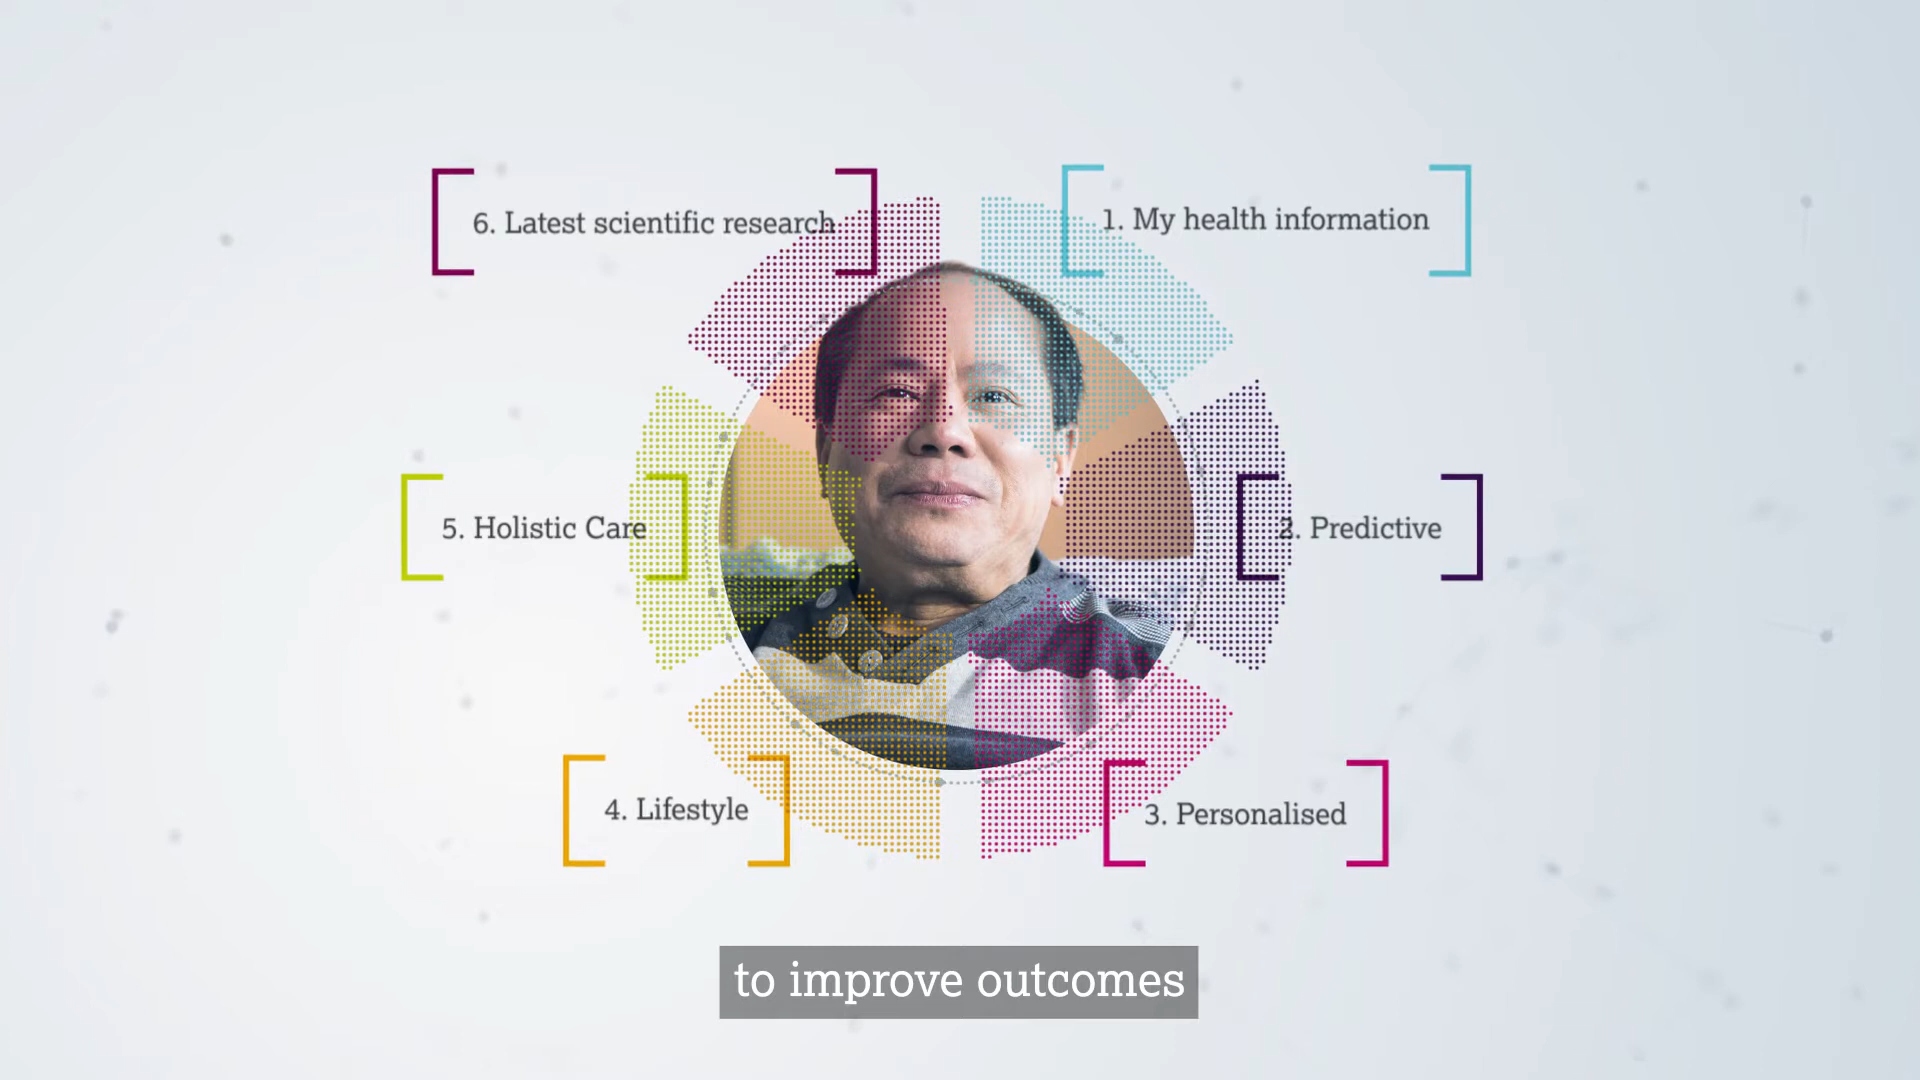 6. Latest scientific research
1. My health information
5. Holistic Care
2. Predictive
4. Lifestyle
3. Personalised
to improve outcomes